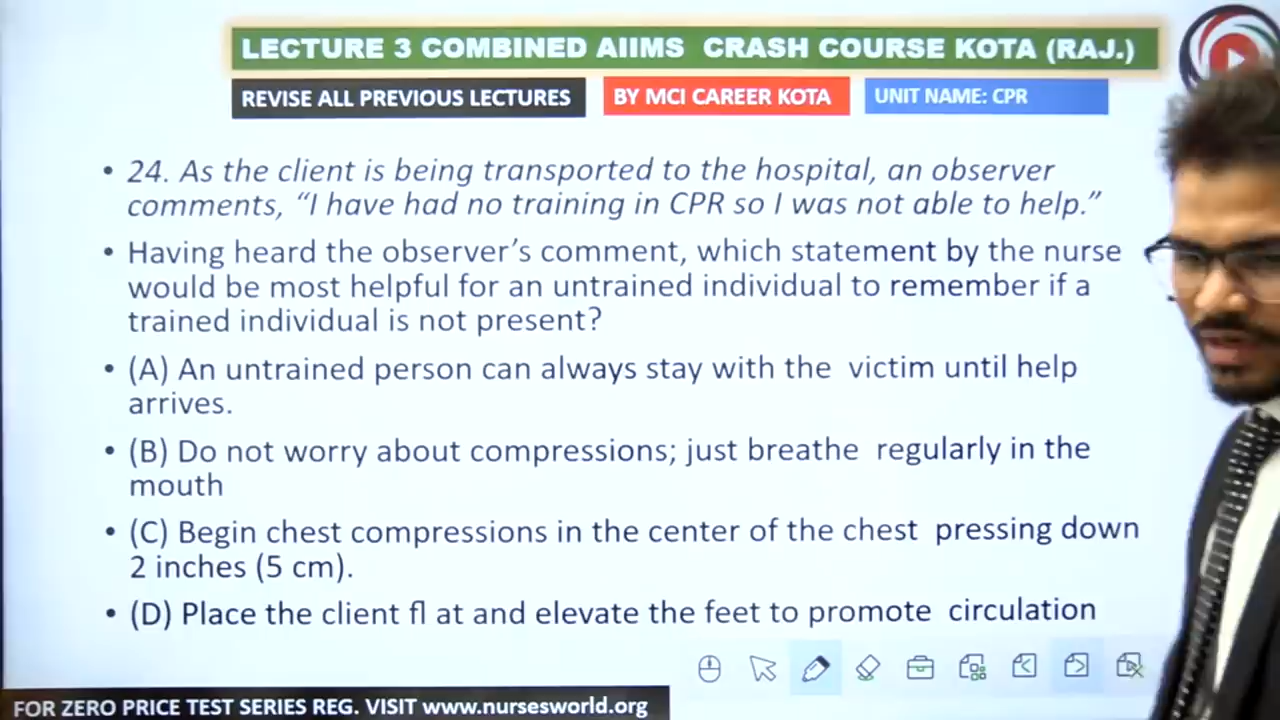 LECTURE 3 COMBINED AIIMS CRASH COURSE KOTA (RAJ.)
REVISE ALL PREVIOUS LECTURES
BY MCI CAREER KOTA
UNIT NAME: CPR
• 24. As the client is being transported to the hospital, an observer
comments, “I have had no training in CPR so I was not able to help.”
• Having heard the observer’s comment, which statement by the nurse
would be most helpful for an untrained individual to remember if a
trained individual is not present?
• (A) An untrained person can always stay with the victim until help
arrives.
• (B) Do not worry about compressions; just breathe regularly in the
mouth
• (C) Begin chest compressions in the center of the chest pressing down
2 inches (5 cm).
• (D) Place the client fl at and elevate the feet to promote circulation
FOR ZERO PRICE TEST SERIES REG. VISIT www.nursesworld.org